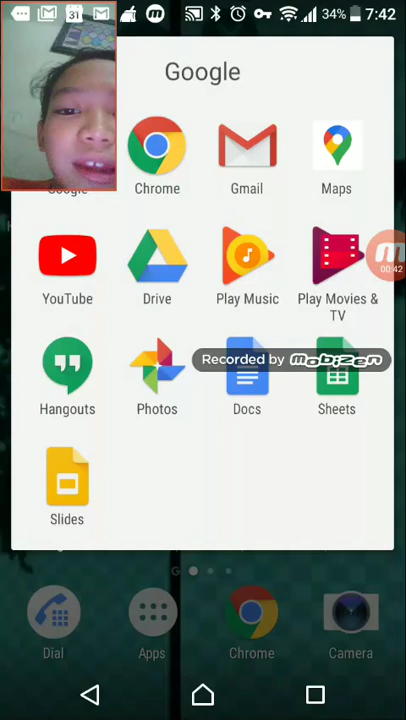 31
34%
7:42
Google
Google
Chrome
Gmail
Maps
YouTube
Drive
Play Music
Play Movies &
TV
00:42
Recorded by mobizen
Hangouts
Photos
Docs
Sheets
Slides
G
Dial
Apps
Chrome
Camera